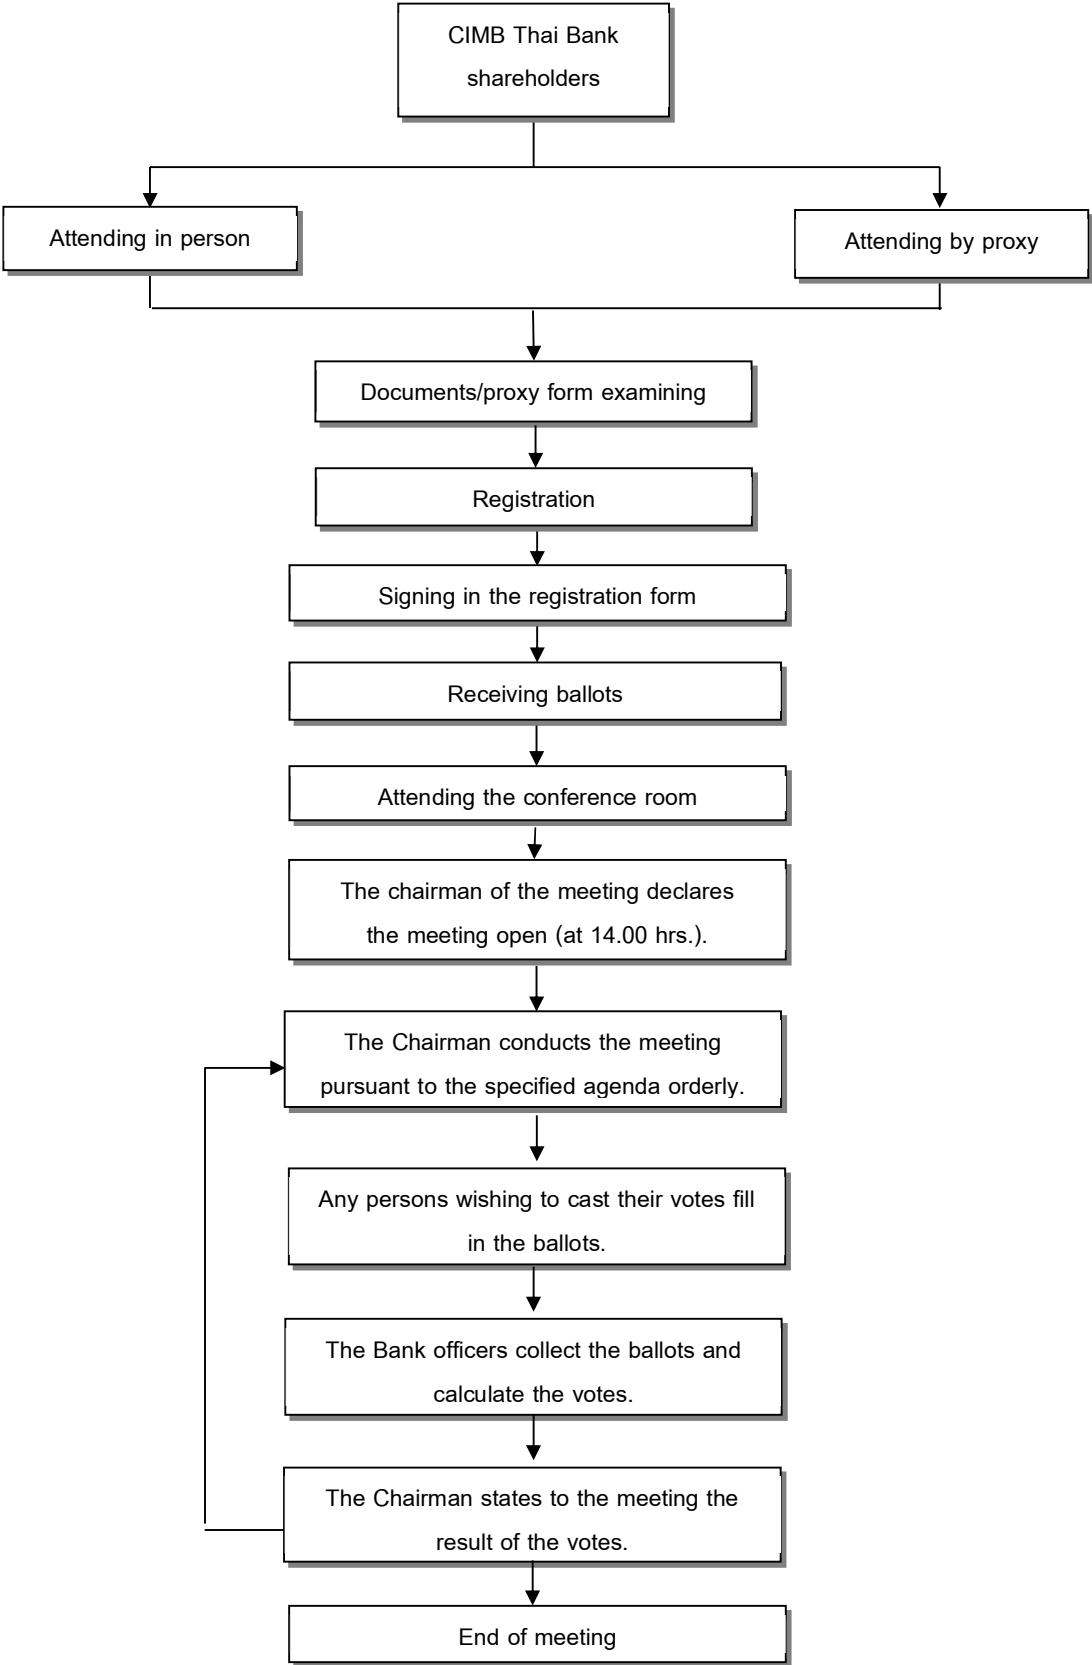 CIMB Thai Bank
shareholders
Attending in person
Attending by proxy
Documents/proxy form examining
Registration
Signing in the registration form
Receiving ballots
Attending the conference room
The chairman of the meeting declares
the meeting open (at 14.00 hrs.).
The Chairman conducts the meeting
pursuant to the specified agenda orderly.
Any persons wishing to cast their votes fill
in the ballots.
The Bank officers collect the ballots and
calculate the votes.
The Chairman states to the meeting the
result of the votes.
End of meeting